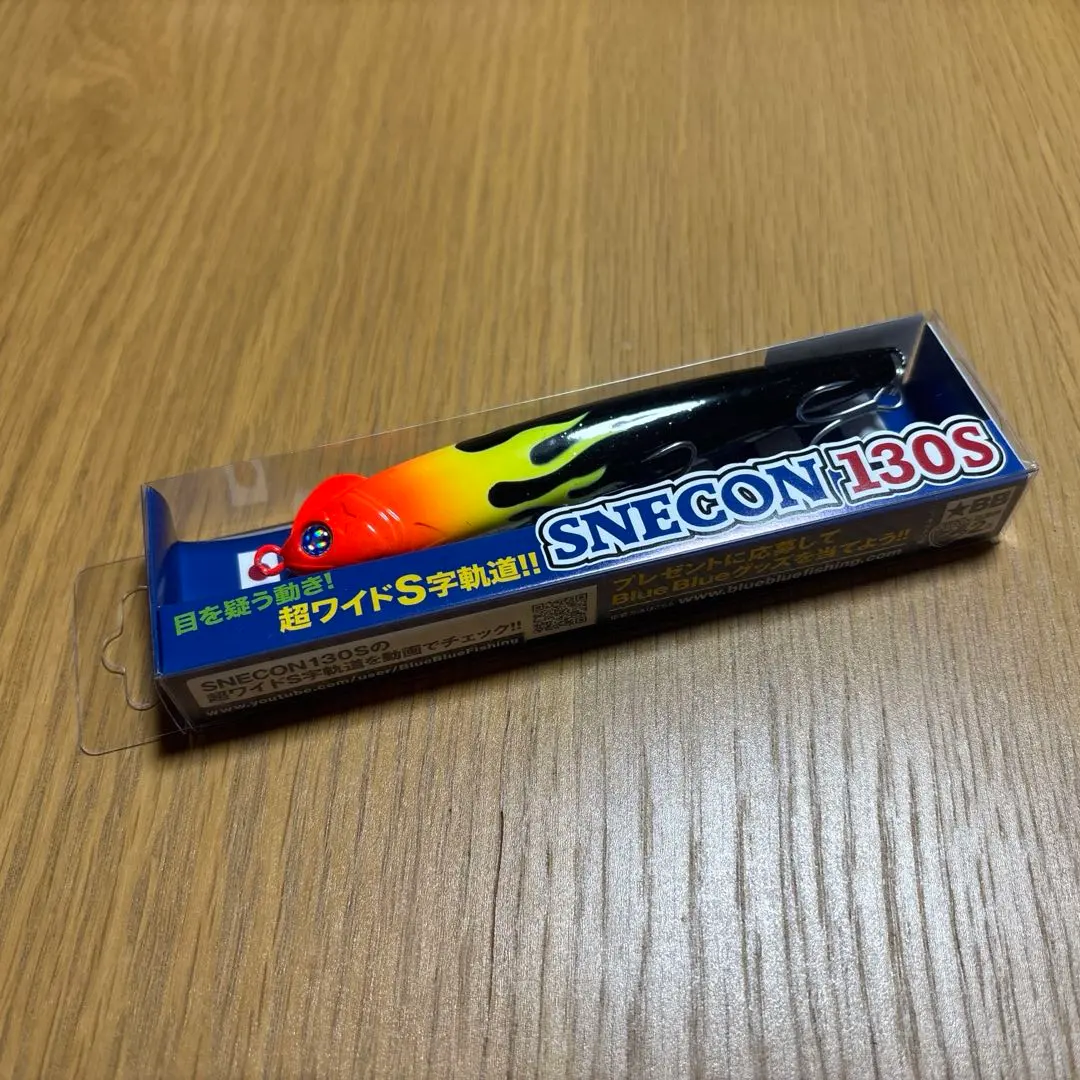 SNECON 130S
目を疑う動き!
超ワイドS字軌道!!
SNECON130Sの
超ワイドS字軌道を動画でチェック!!
www.youtube.com/user/BlueBlueFishing
プレゼントに応募して
Blue Blueグッズを当てよう!!
www.bluebluefishing.com
★BB